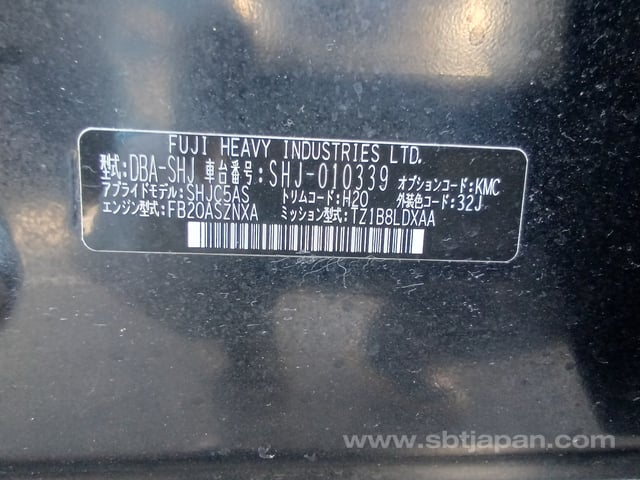 FUJI HEAVY INDUSTRIES LTD.
型式:DBA-SHJ 車台番号:SHJ-010339 オプションコード:KMC
アプライドモデル:SHJC5AS トリムコード:H20 外装色コード:32J
エンジン型式:FB20ASZNXA ミッション型式:TZ1B8LDXAA
www.sbtjapan.com